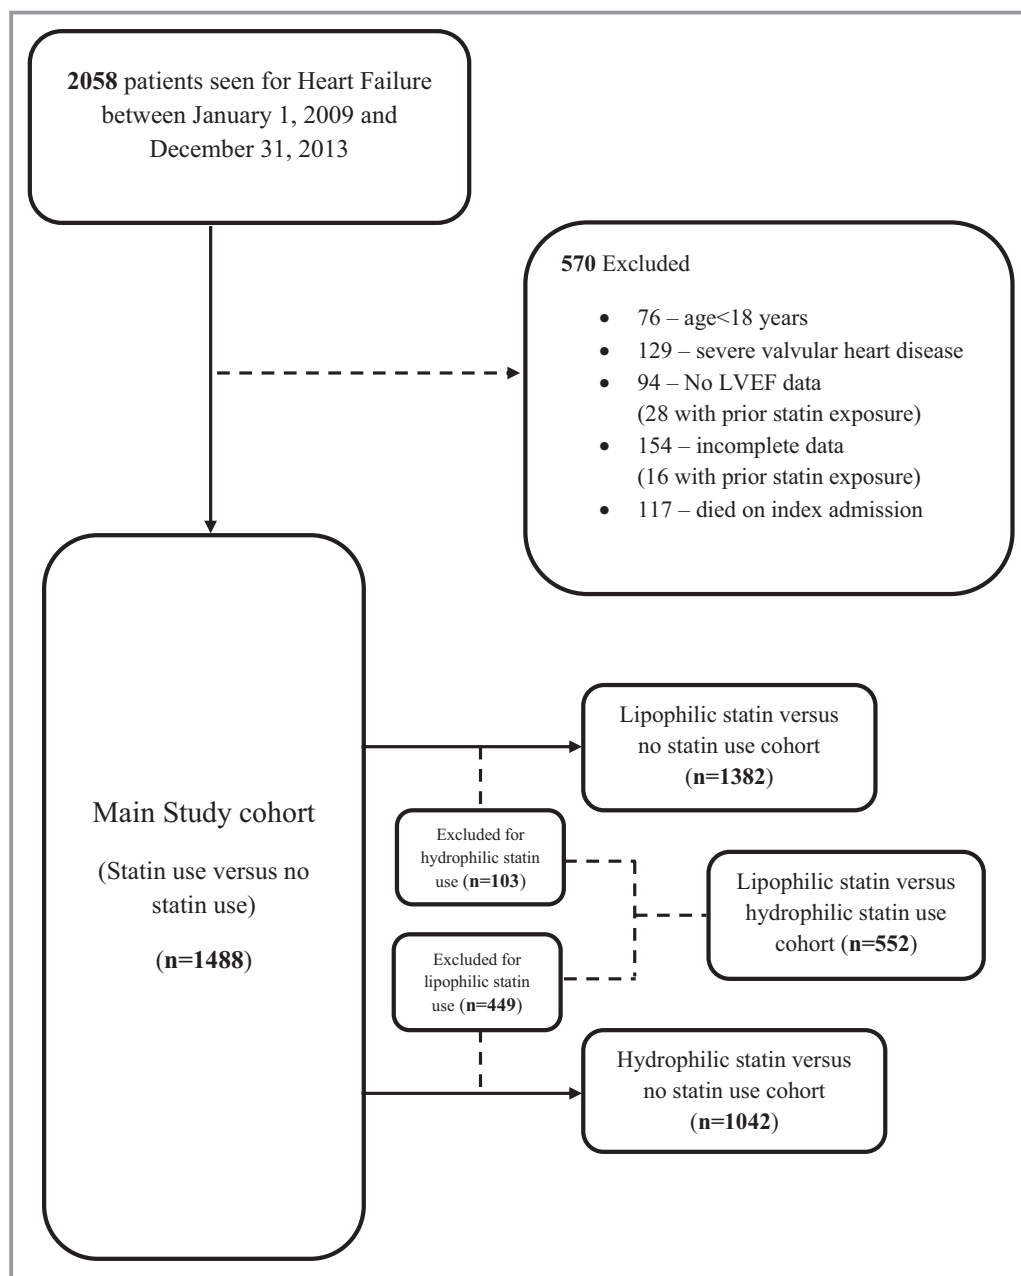 2058 patients seen for Heart Failure
between January 1, 2009 and
December 31, 2013
570 Excluded
• 76 – age<18 years
• 129 – severe valvular heart disease
• 94 – No LVEF data
(28 with prior statin exposure)
• 154 – incomplete data
(16 with prior statin exposure)
• 117 – died on index admission
Main Study cohort
(Statin use versus no
statin use)
(n=1488)
Lipophilic statin versus
no statin use cohort
(n=1382)
Excluded for
hydrophilic statin
use (n=103)
Lipophilic statin versus
hydrophilic statin use
cohort (n=552)
Excluded for
lipophilic statin
use (n=449)
Hydrophilic statin versus
no statin use cohort
(n=1042)